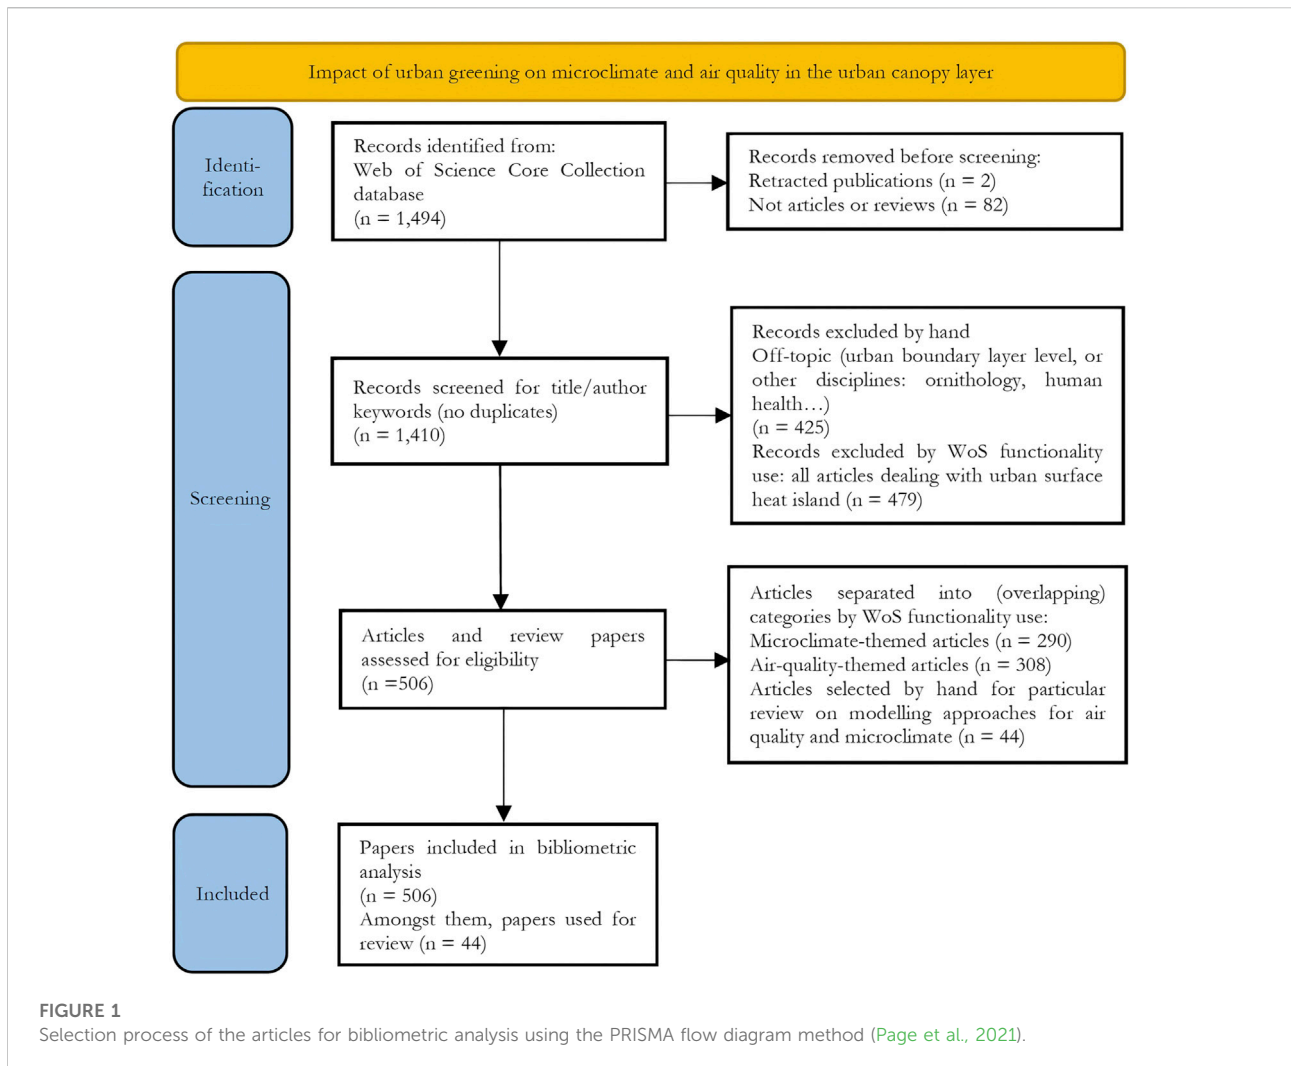 Impact of urban greening on microclimate and air quality in the urban canopy layer
Identi-
fication
Records identified from:
Web of Science Core Collection
database
(n = 1,494)
Records removed before screening:
Retracted publications (n = 2)
Not articles or reviews (n = 82)
Screening
Records screened for title/author
keywords (no duplicates)
(n = 1,410)
Records excluded by hand
Off-topic (urban boundary layer level, or
other disciplines: ornithology, human
health…)
(n = 425)
Records excluded by WoS functionality
use: all articles dealing with urban surface
heat island (n = 479)
Articles and review papers
assessed for eligibility
(n =506)
Articles separated into (overlapping)
categories by WoS functionality use:
Microclimate-themed articles (n = 290)
Air-quality-themed articles (n = 308)
Articles selected by hand for particular
review on modelling approaches for air
quality and microclimate (n = 44)
Included
Papers included in bibliometric
analysis
(n = 506)
Amongst them, papers used for
review (n = 44)
FIGURE 1
Selection process of the articles for bibliometric analysis using the PRISMA flow diagram method (Page et al., 2021).